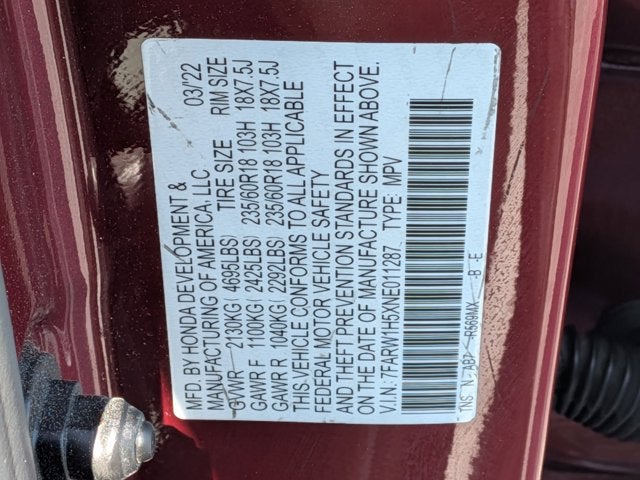 MFD. BY HONDA DEVELOPMENT &
MANUFACTURING OF AMERICA, LLC 03/22
GVWR 2130KG( 4695LBS) TIRE SIZE RIM SIZE
GAWR F 1100KG( 2425LBS) 235/60R18 103H 18X7.5J
GAWR R 1040KG( 2292LBS) 235/60R18 103H 18X7.5J
THIS VEHICLE CONFORMS TO ALL APPLICABLE
FEDERAL MOTOR VEHICLE SAFETY
AND THEFT PREVENTION STANDARDS IN EFFECT
ON THE DATE OF MANUFACTURE SHOWN ABOVE.
V.I.N: 7FARW1H5XNE011287 TYPE: MPV
TNS N-A R569MX -B E